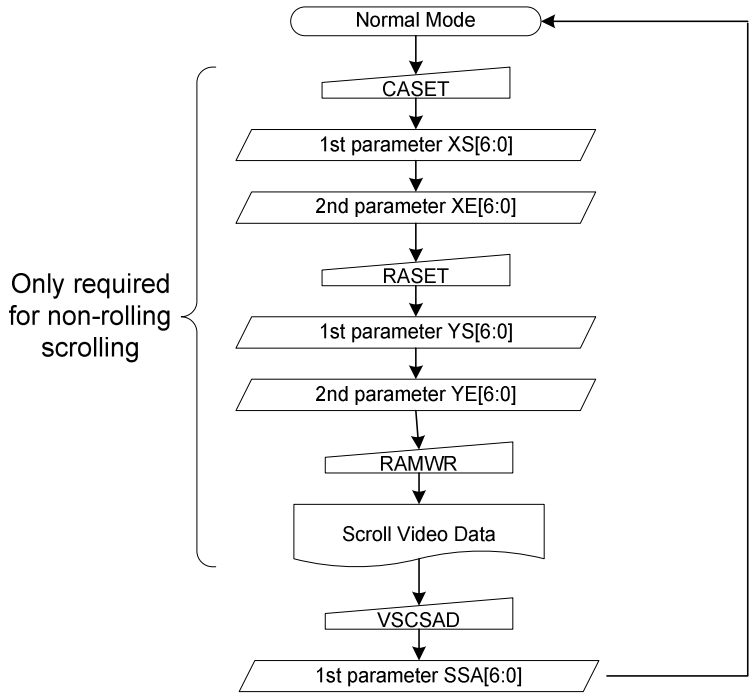 Normal Mode
CASET
1st parameter XS[6:0]
2nd parameter XE[6:0]
RASET
Only required
for non-rolling
scrolling
1st parameter YS[6:0]
2nd parameter YE[6:0]
RAMWR
Scroll Video Data
VSCSAD
1st parameter SSA[6:0]